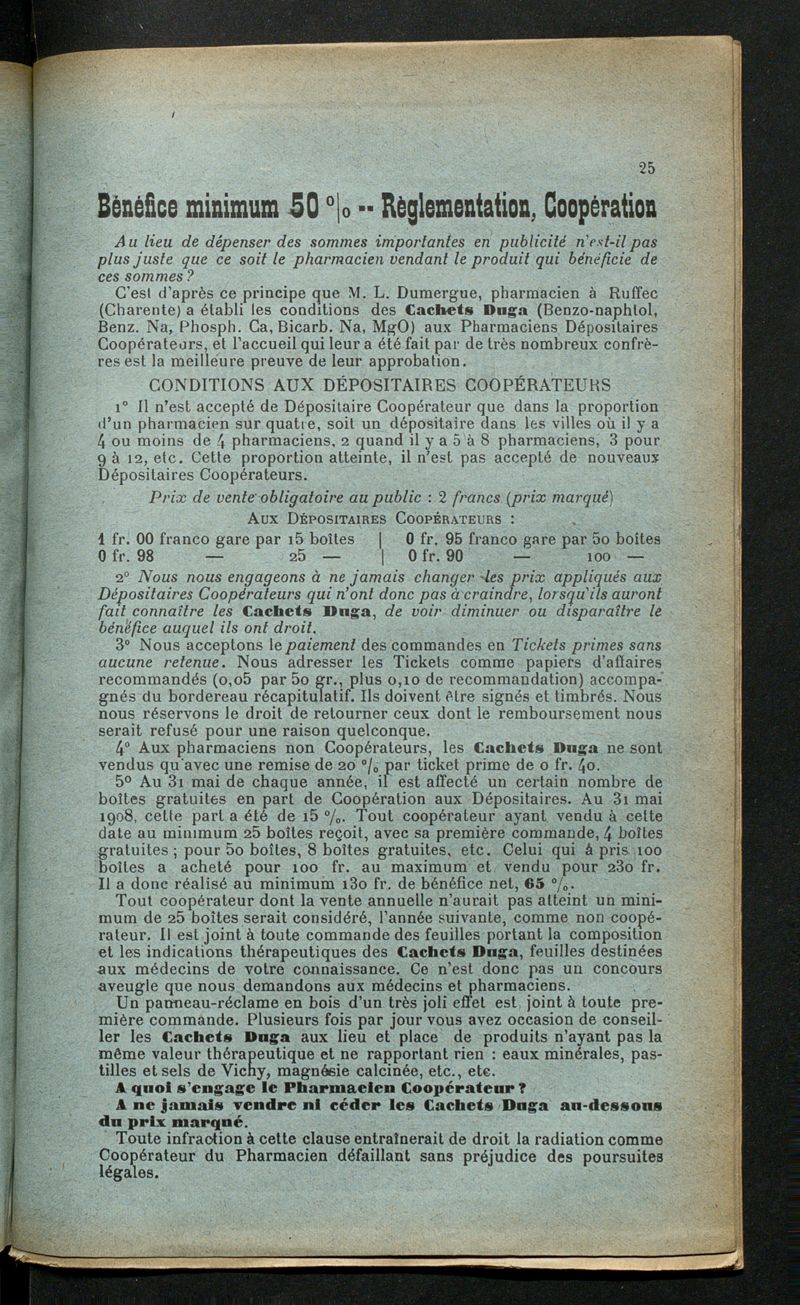 25
Bénéfice minimum 50 °|o -- Règlementation, Coopération
Au lieu de dépenser des sommes importantes en publicité n'est-il pas
plus juste que ce soit le pharmacien vendant le produit qui bénéficie de
ces sommes ?
C'est d'après ce principe que M. L. Dumergue, pharmacien à Ruffec
(Charente) a établi les conditions des Cachets Duga (Benzo-naphtol,
Benz. Na, Phosph. Ca, Bicarb. Na, MgO) aux Pharmaciens Dépositaires
Coopérateurs, et l'accueil qui leur a été fait par de très nombreux confrè-
res est la meilleure preuve de leur approbation.
CONDITIONS AUX DÉPOSITAIRES COOPÉRATEURS
1° Il n'est accepté de Dépositaire Coopérateur que dans la proportion
d'un pharmacien sur quatre, soit un dépositaire dans les villes où il y a
4 ou moins de 4 pharmaciens, 2 quand il y a 5 à 8 pharmaciens, 3 pour
9 à 12, etc. Cette proportion atteinte, il n'est pas accepté de nouveaux
Dépositaires Coopérateurs.
Prix de vente obligatoire au public : 2 francs (prix marqué)
Aux Dépositaires Coopérateurs :
1 fr. 00 franco gare par 15 boîtes | 0 fr. 95 franco gare par 50 boîtes
0 fr. 98 — 25 — | 0 fr. 90 — 100 —
2° Nous nous engageons à ne jamais changer les prix appliqués aux
Dépositaires Coopérateurs qui n'ont donc pas à craindre, lorsqu'ils auront
fait connaître les Cachets Duga, de voir diminuer ou disparaître le
bénéfice auquel ils ont droit.
3° Nous acceptons le paiement des commandes en Tickets primes sans
aucune retenue. Nous adresser les Tickets comme papiers d'affaires
recommandés (0,05 par 50 gr., plus 0,10 de recommandation) accompa-
gnés du bordereau récapitulatif. Ils doivent être signés et timbrés. Nous
nous réservons le droit de retourner ceux dont le remboursement nous
serait refusé pour une raison quelconque.
4° Aux pharmaciens non Coopérateurs, les Cachets Duga ne sont
vendus qu'avec une remise de 20 °/o par ticket prime de 0 fr. 40.
5° Au 31 mai de chaque année, il est affecté un certain nombre de
boîtes gratuites en part de Coopération aux Dépositaires. Au 31 mai
1908, cette part a été de 15 °/o. Tout coopérateur ayant vendu à cette
date au minimum 25 boîtes reçoit, avec sa première commande, 4 boîtes
gratuites ; pour 50 boîtes, 8 boîtes gratuites, etc. Celui qui à pris 100
boîtes a acheté pour 100 fr. au maximum et vendu pour 230 fr.
Il a donc réalisé au minimum 130 fr. de bénéfice net, 65 °/o.
Tout coopérateur dont la vente annuelle n'aurait pas atteint un mini-
mum de 25 boîtes serait considéré, l'année suivante, comme non coopé-
rateur. Il est joint à toute commande des feuilles portant la composition
et les indications thérapeutiques des Cachets Duga, feuilles destinées
aux médecins de votre connaissance. Ce n'est donc pas un concours
aveugle que nous demandons aux médecins et pharmaciens.
Un panneau-réclame en bois d'un très joli effet est joint à toute pre-
mière commande. Plusieurs fois par jour vous avez occasion de conseil-
ler les Cachets Duga aux lieu et place de produits n'ayant pas la
même valeur thérapeutique et ne rapportant rien : eaux minérales, pas-
tilles et sels de Vichy, magnésie calcinée, etc., etc.
A quoi s'engage le Pharmacien Coopérateur ?
A ne jamais vendre ni céder les Cachets Duga au-dessous
du prix marqué.
Toute infraction à cette clause entraînerait de droit la radiation comme
Coopérateur du Pharmacien défaillant sans préjudice des poursuites
légales.